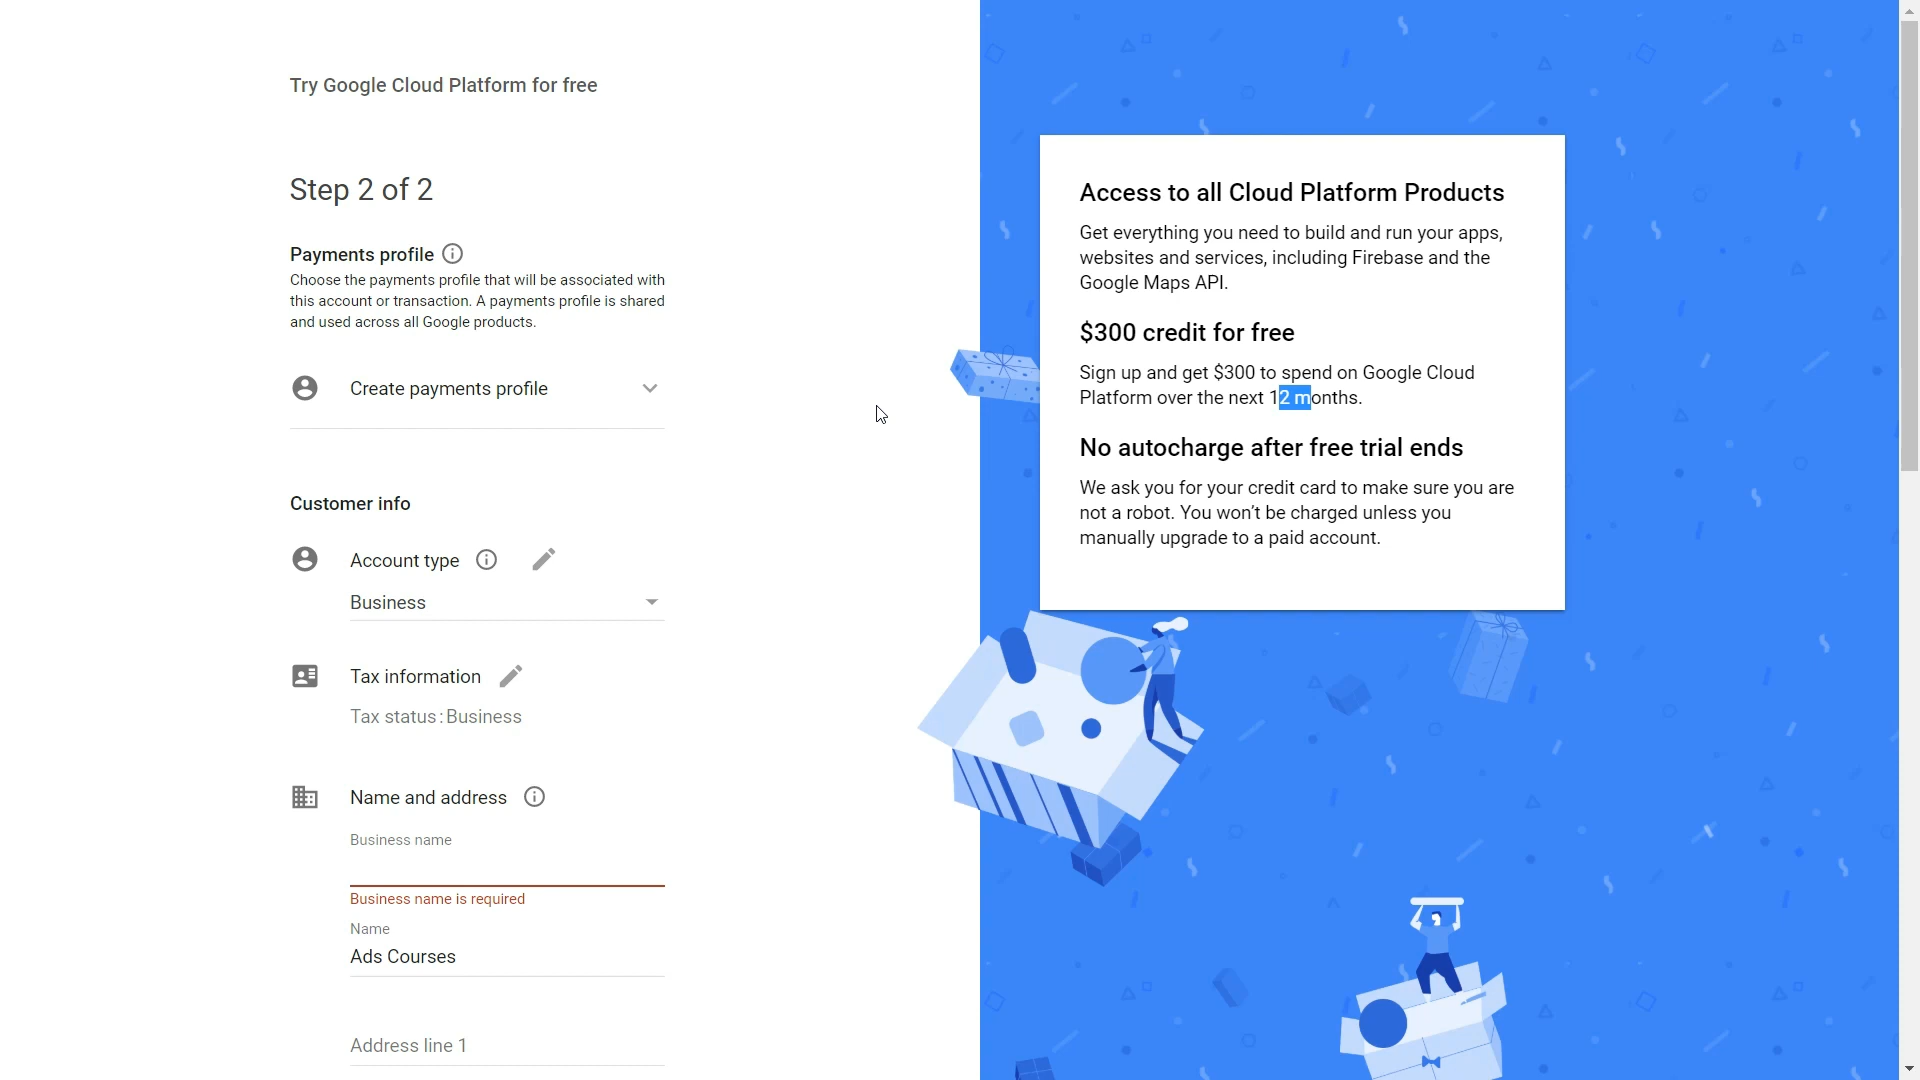 Try Google Cloud Platform for free
Step 2 of 2
Payments profile
Choose the payments profile that will be associated with
this account or transaction. A payments profile is shared
and used across all Google products.
Create payments profile
Customer info
Account type
Business
Tax information
Tax status: Business
Name and address
Business name
Business name is required
Name
Ads Courses
Address line 1
Access to all Cloud Platform Products
Get everything you need to build and run your apps,
websites and services, including Firebase and the
Google Maps API.
$300 credit for free
Sign up and get $300 to spend on Google Cloud
Platform over the next 12 months.
No autocharge after free trial ends
We ask you for your credit card to make sure you are
not a robot. You won't be charged unless you
manually upgrade to a paid account.